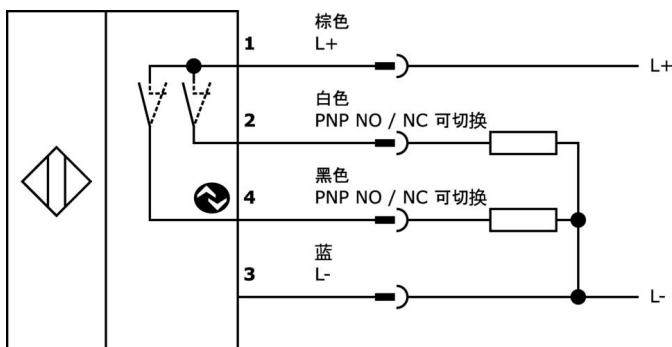 棕色
1 L+
L+
白色
2 PNP NO / NC 可切换
黑色
4 PNP NO / NC 可切换
蓝
3 L-
L-